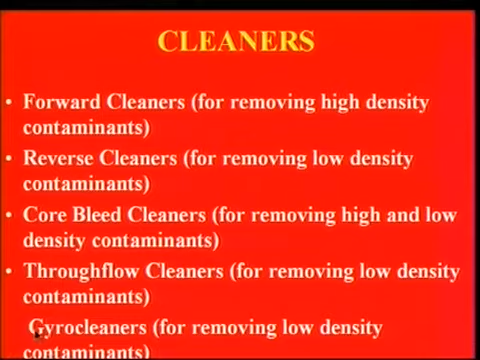 CLEANERS
• Forward Cleaners (for removing high density
contaminants)
• Reverse Cleaners (for removing low density
contaminants)
• Core Bleed Cleaners (for removing high and low
density contaminants)
• Throughflow Cleaners (for removing low density
contaminants)
Gyrocleaners (for removing low density
contaminants)